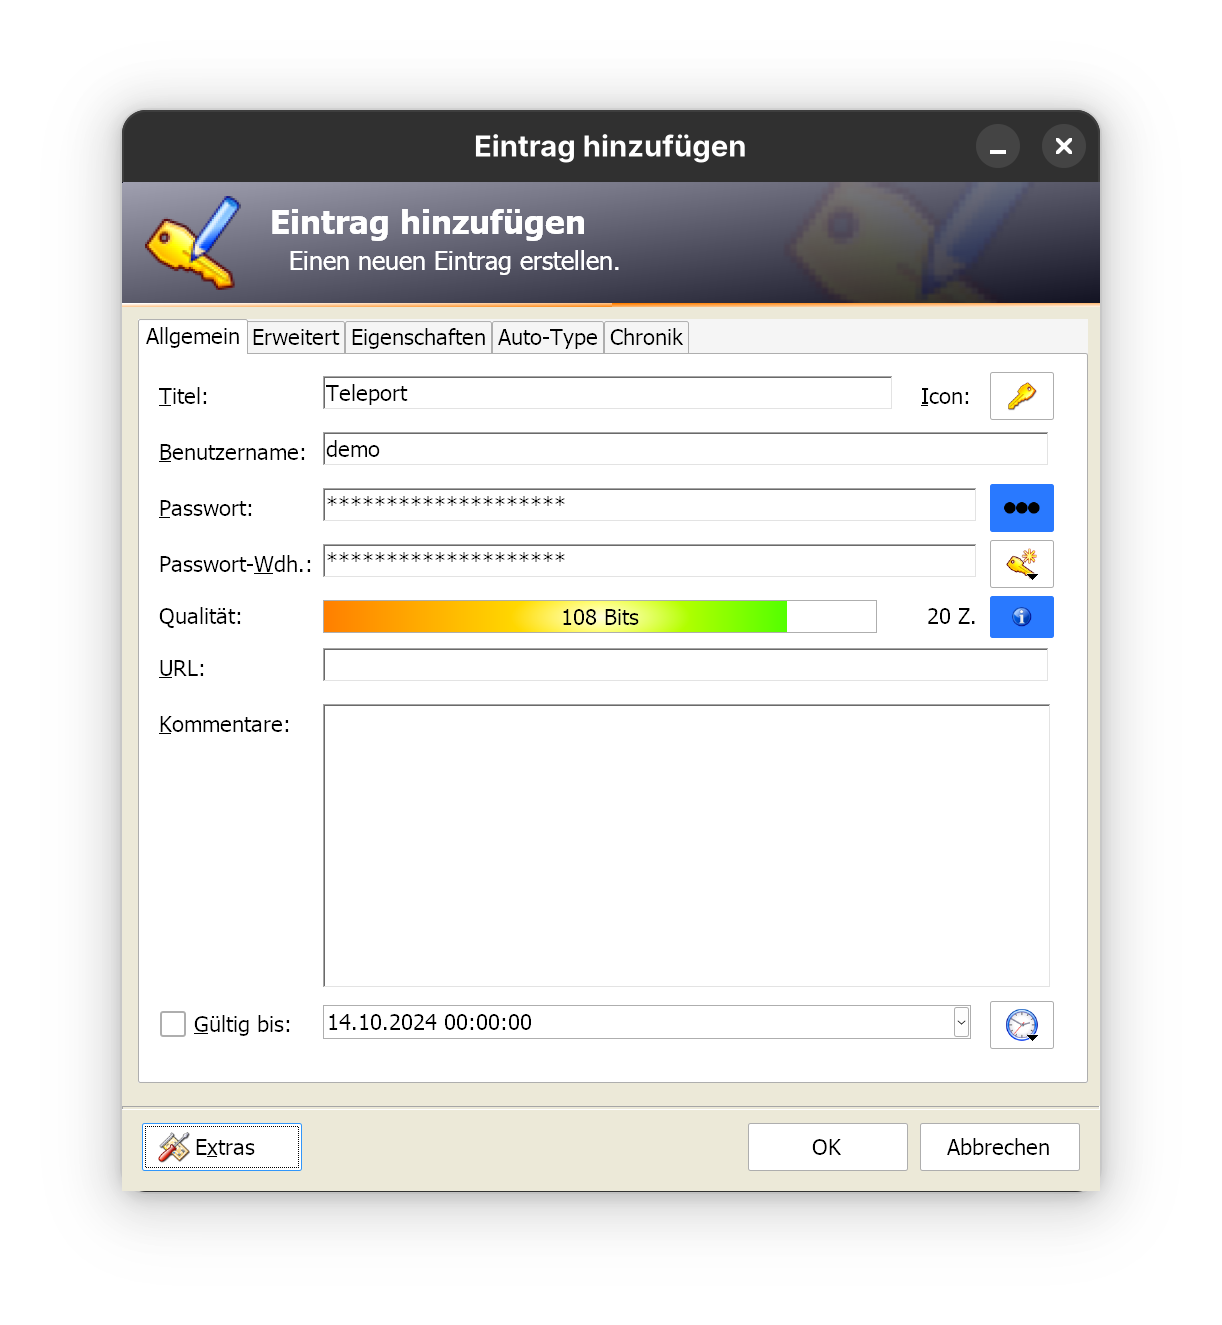 Eintrag hinzufügen
Eintrag hinzufügen
Einen neuen Eintrag erstellen.
Allgemein Erweitert Eigenschaften Auto-Type Chronik
Titel: Teleport Icon:
Benutzername: demo
Passwort: ********************
Passwort-Wdh.: ********************
Qualität: 108 Bits 20 Z.
URL:
Kommentare:
Gültig bis: 14.10.2024 00:00:00
Extras OK Abbrechen